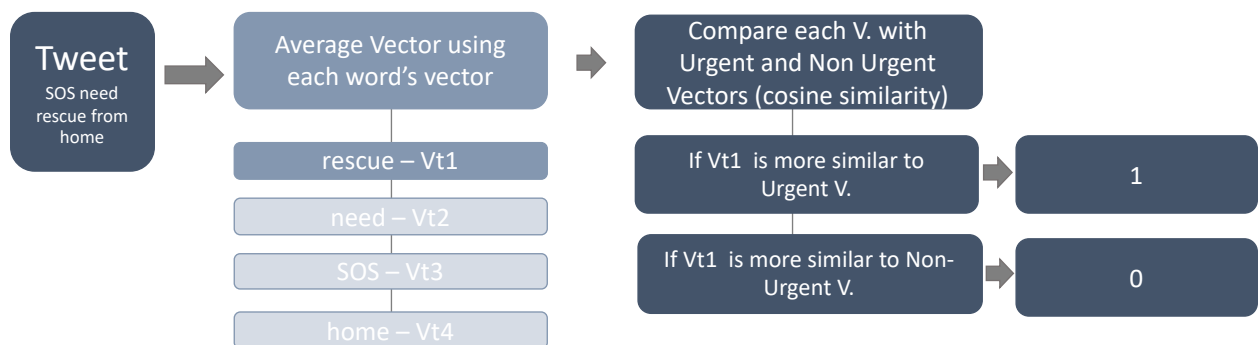 Tweet
SOS need
rescue from
home
Average Vector using
each word’s vector
rescue – Vt1
need – Vt2
SOS – Vt3
home – Vt4
Compare each V. with
Urgent and Non Urgent
Vectors (cosine similarity)
If Vt1 is more similar to
Urgent V.
1
If Vt1 is more similar to Non-
Urgent V.
0